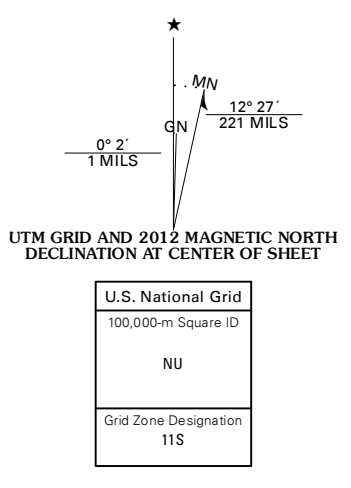 ★
MN
12° 27´
221 MILS
GN
0° 2´
1 MILS
UTM GRID AND 2012 MAGNETIC NORTH
DECLINATION AT CENTER OF SHEET
U.S. National Grid
100,000-m Square ID
NU
Grid Zone Designation
11S